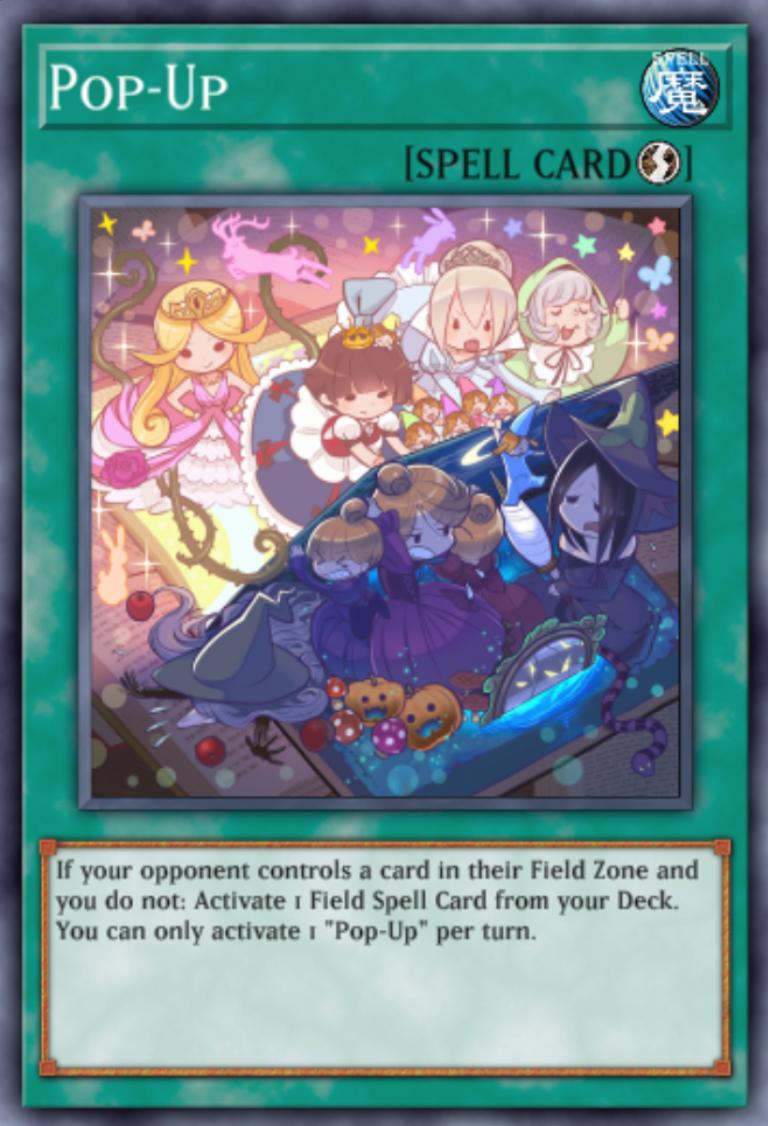 Pop-Up
SPELL
魔
[SPELL CARD]
If your opponent controls a card in their Field Zone and
you do not: Activate 1 Field Spell Card from your Deck.
You can only activate 1 "Pop-Up" per turn.